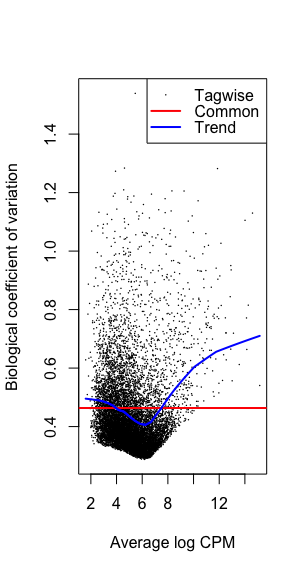 Tagwise
Common
Trend
Biological coefficient of variation
1.4
1.2
1.0
0.8
0.6
0.4
2 4 6 8 12
Average log CPM